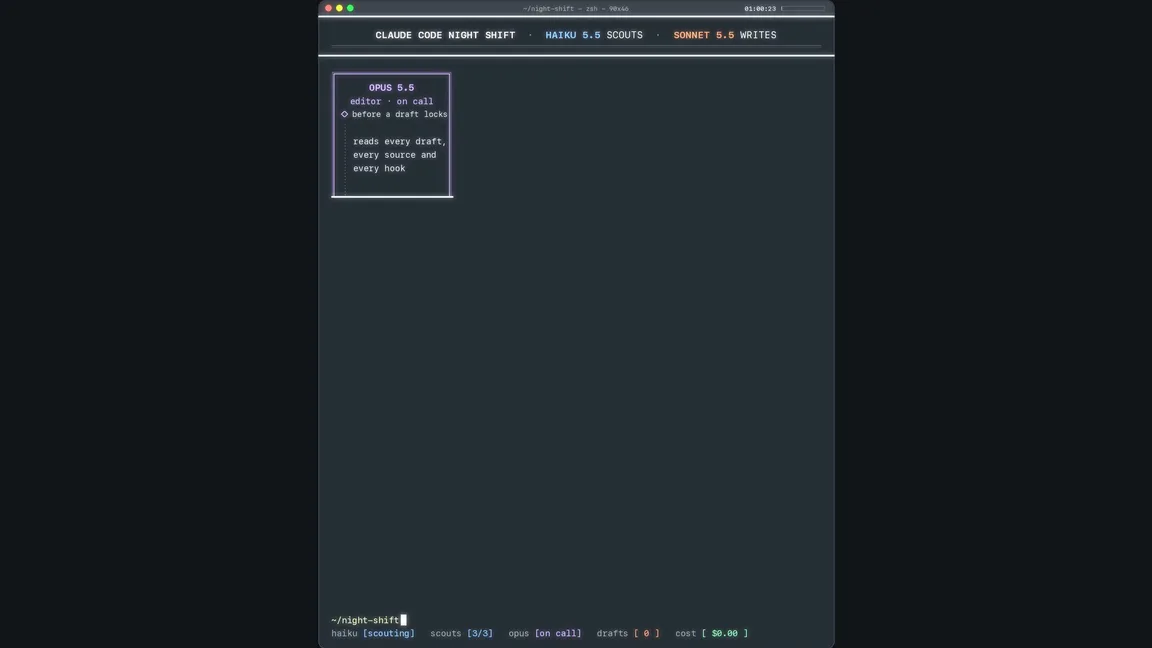 ~/night-shift — zsh — 90x46
01:00:23
CLAUDE CODE NIGHT SHIFT · HAIKU 5.5 SCOUTS · SONNET 5.5 WRITES
OPUS 5.5
editor · on call
◇ before a draft locks
reads every draft,
every source and
every hook
~/night-shift
haiku [scouting] scouts [3/3] opus [on call] drafts [ 0 ] cost [ $0.00 ]